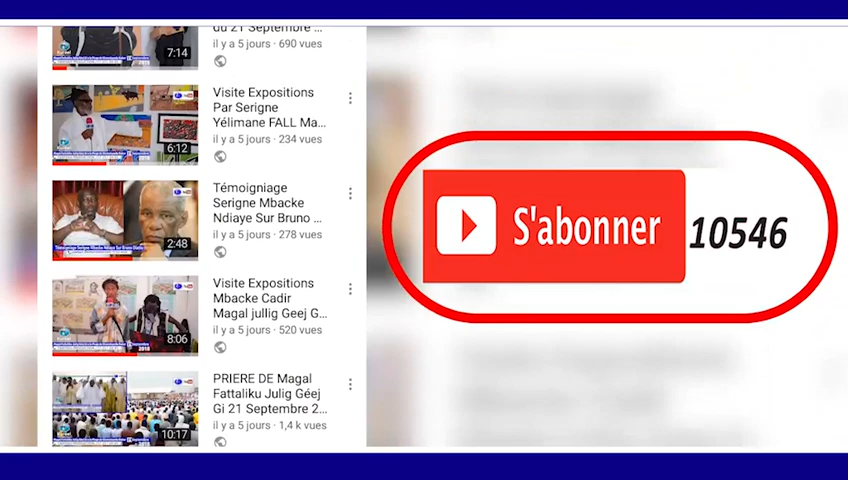 du 21 Septembre ...
il y a 5 jours · 690 vues
7:14
Visite Expositions
Par Serigne
Yélimane FALL Ma...
il y a 5 jours · 234 vues
6:12
Témoigniage
Serigne Mbacke
Ndiaye Sur Bruno ...
il y a 5 jours · 278 vues
2:48
Visite Expositions
Mbacke Cadir
Magal jullig Geej G...
il y a 5 jours · 520 vues
8:06
PRIERE DE Magal
Fattaliku Julig Géej
Gi 21 Septembre 2...
il y a 5 jours · 1,4 k vues
10:17
S'abonner
10546